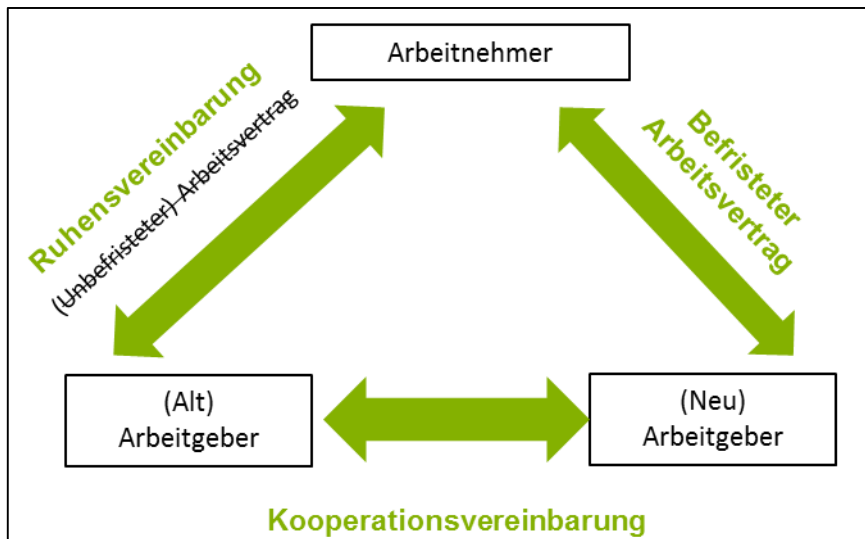 Arbeitnehmer
Ruhensvereinbarung
(Unbefristeter) Arbeitsvertrag
Befristeter
Arbeitsvertrag
(Alt)
Arbeitgeber
(Neu)
Arbeitgeber
Kooperationsvereinbarung